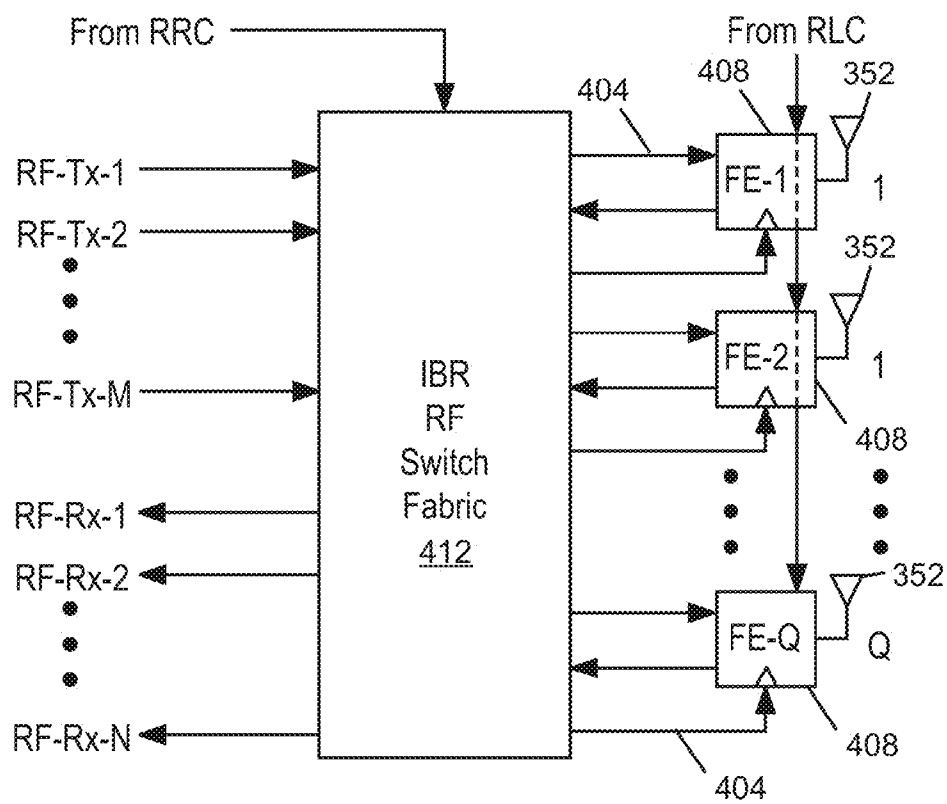 From RRC
From RLC
408
352
404
RF-Tx-1
FE-1
1
RF-Tx-2
352
FE-2
1
IBR
RF
Switch
Fabric
412
RF-Tx-M
408
RF-Rx-1
RF-Rx-2
352
FE-Q
Q
RF-Rx-N
408
404